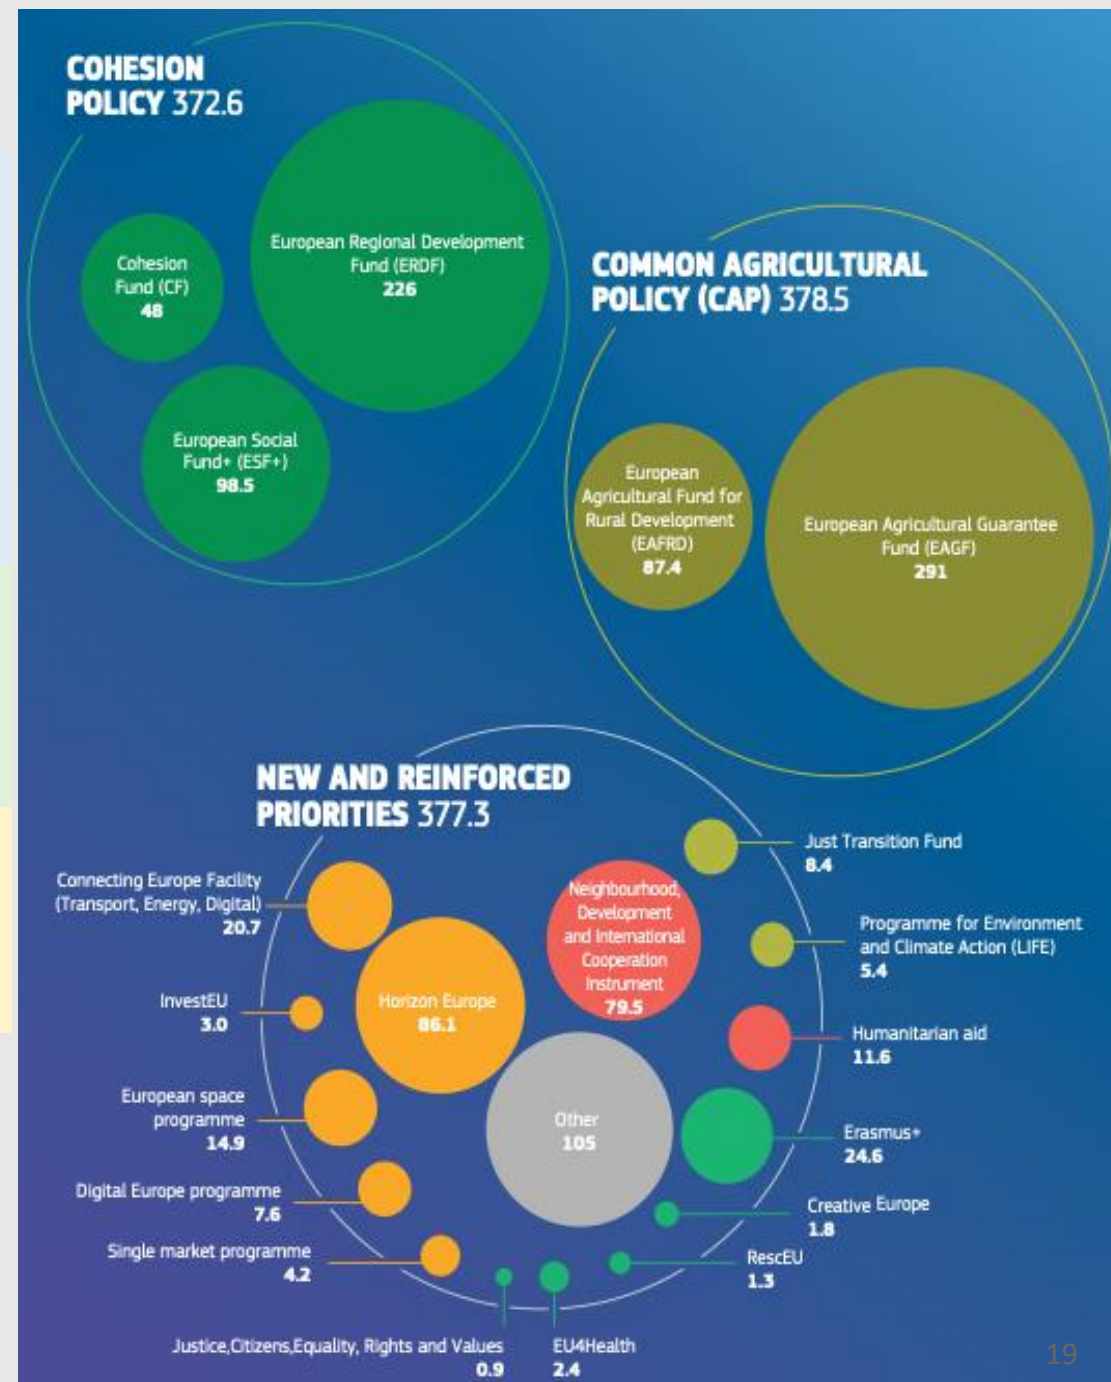 COHESION
POLICY 372.6
Cohesion
Fund (CF)
48
European Regional Development
Fund (ERDF)
226
European Social
Fund+ (ESF+)
98.5
COMMON AGRICULTURAL
POLICY (CAP) 378.5
European
Agricultural Fund for
Rural Development
(EAFRD)
87.4
European Agricultural Guarantee
Fund (EAGF)
291
NEW AND REINFORCED
PRIORITIES 377.3
Connecting Europe Facility
(Transport, Energy, Digital)
20.7
InvestEU
3.0
European space
programme
14.9
Digital Europe programme
7.6
Single market programme
4.2
Justice,Citizens,Equality, Rights and Values
0.9
EU4Health
2.4
Horizon Europe
86.1
Neighbourhood,
Development
and International
Cooperation
Instrument
79.5
Other
105
Just Transition Fund
8.4
Programme for Environment
and Climate Action (LIFE)
5.4
Humanitarian aid
11.6
Erasmus+
24.6
Creative Europe
1.8
RescEU
1.3
19